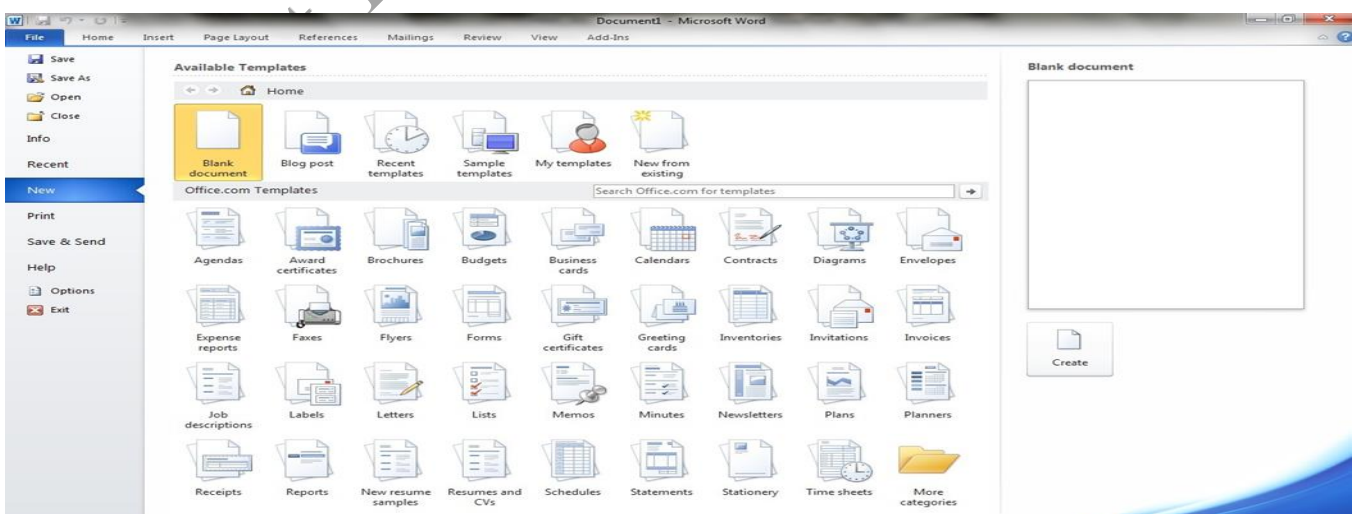 W
Document1 - Microsoft Word
File Home Insert Page Layout References Mailings Review View Add-Ins
Save
Save As
Open
Close
Info
Recent
New
Print
Save & Send
Help
Options
Exit
Available Templates
Home
Blank document
Blog post
Recent templates
Sample templates
My templates
New from existing
Office.com Templates
Search Office.com for templates
Agendas
Award certificates
Brochures
Budgets
Business cards
Calendars
Contracts
Diagrams
Envelopes
Expense reports
Faxes
Flyers
Forms
Gift certificates
Greeting cards
Inventories
Invitations
Invoices
Job descriptions
Labels
Letters
Lists
Memos
Minutes
Newsletters
Plans
Planners
Receipts
Reports
New resume samples
Resumes and CVs
Schedules
Statements
Stationery
Time sheets
More categories
Blank document
Create